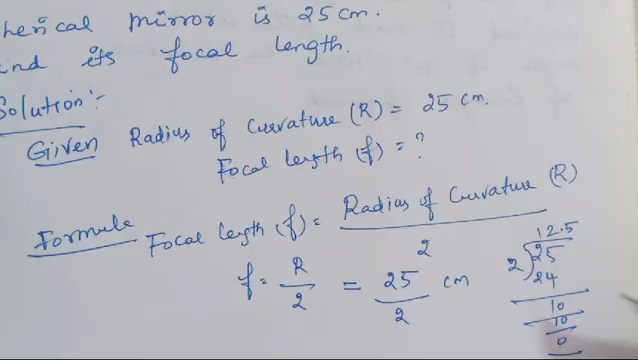 herical mirror is 25 cm.
ind its focal length.
Solution:-
Given Radius of Curvature (R) = 25 cm.
Focal length (f) = ?
Formula Focal length (f) = Radius of Curvature (R)
2
f = R/2 = 25/2 cm
12.5
2)25
24
10
10
0